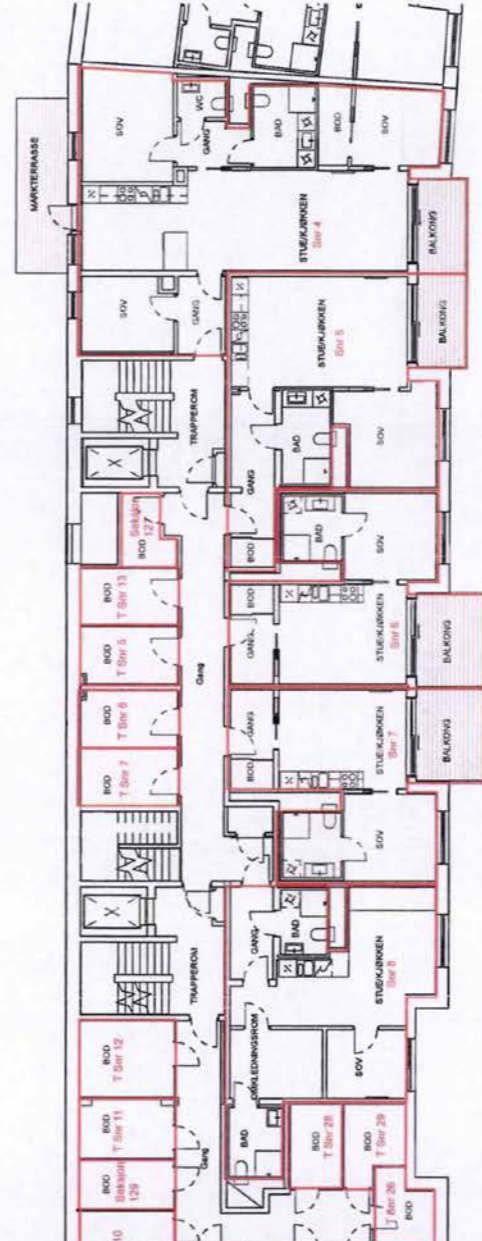 MARKTERRASSE
SOV
WC
GANG
BAD
BOD
SOV
STUE/KJØKKEN
Snr 4
BALKONG
SOV
GANG
STUE/KJØKKEN
Snr 5
BALKONG
TRAPPEROM
BAD
SOV
GANG
BOD
Seksjon
127
BOD
BOD
T Snr 13
BOD
T Snr 5
BOD
T Snr 6
BOD
T Snr 7
Gang
BAD
SOV
BOD
GANG
STUE/KJØKKEN
Snr 6
BALKONG
GANG
BOD
STUE/KJØKKEN
Snr 7
BALKONG
SOV
TRAPPEROM
GANG
BAD
STUE/KJØKKEN
Snr 8
OMKLEDNINGSROM
SOV
BAD
BOD
T Snr 12
BOD
T Snr 11
BOD
Seksjon
129
10
Gang
BOD
T Snr 28
BOD
T Snr 29
T Snr 26
BOD